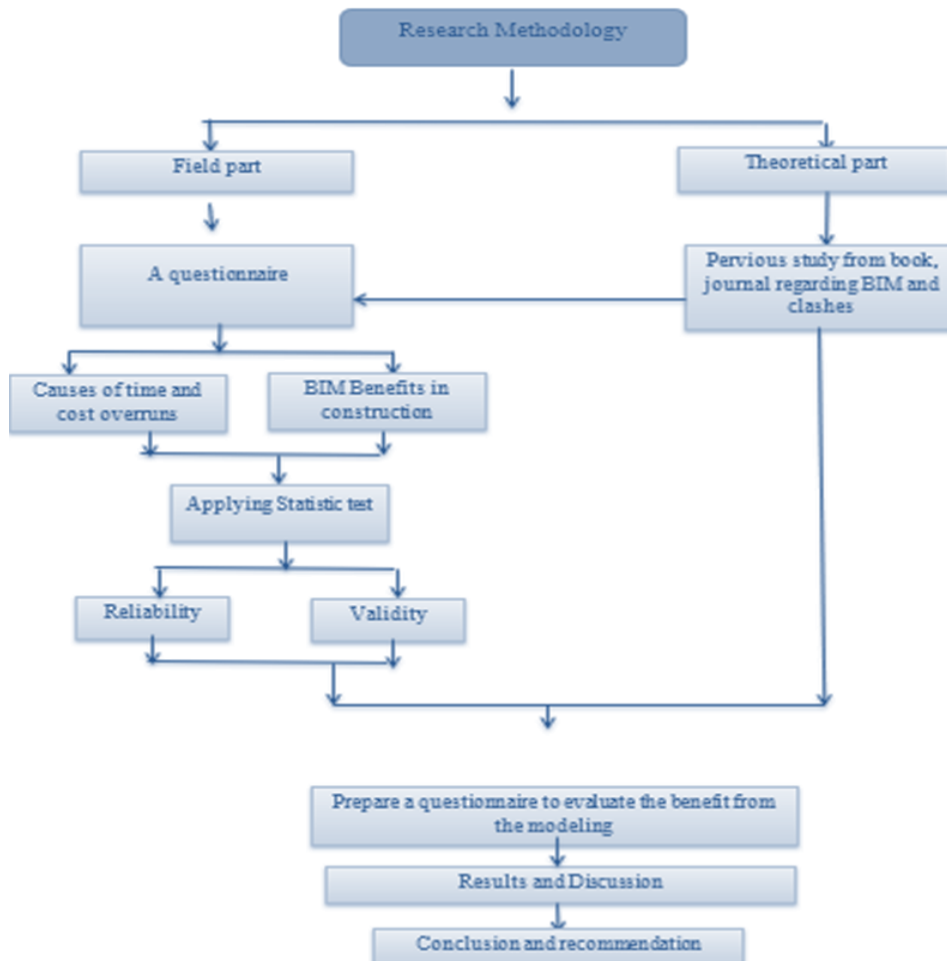 Research Methodology
Field part
Theoretical part
A questionnaire
Pervious study from book,
journal regarding BIM and
clashes
Causes of time and
cost overruns
BIM Benefits in
construction
Applying Statistic test
Reliability
Validity
Prepare a questionnaire to evaluate the benefit from
the modeling
Results and Discussion
Conclusion and recommendation